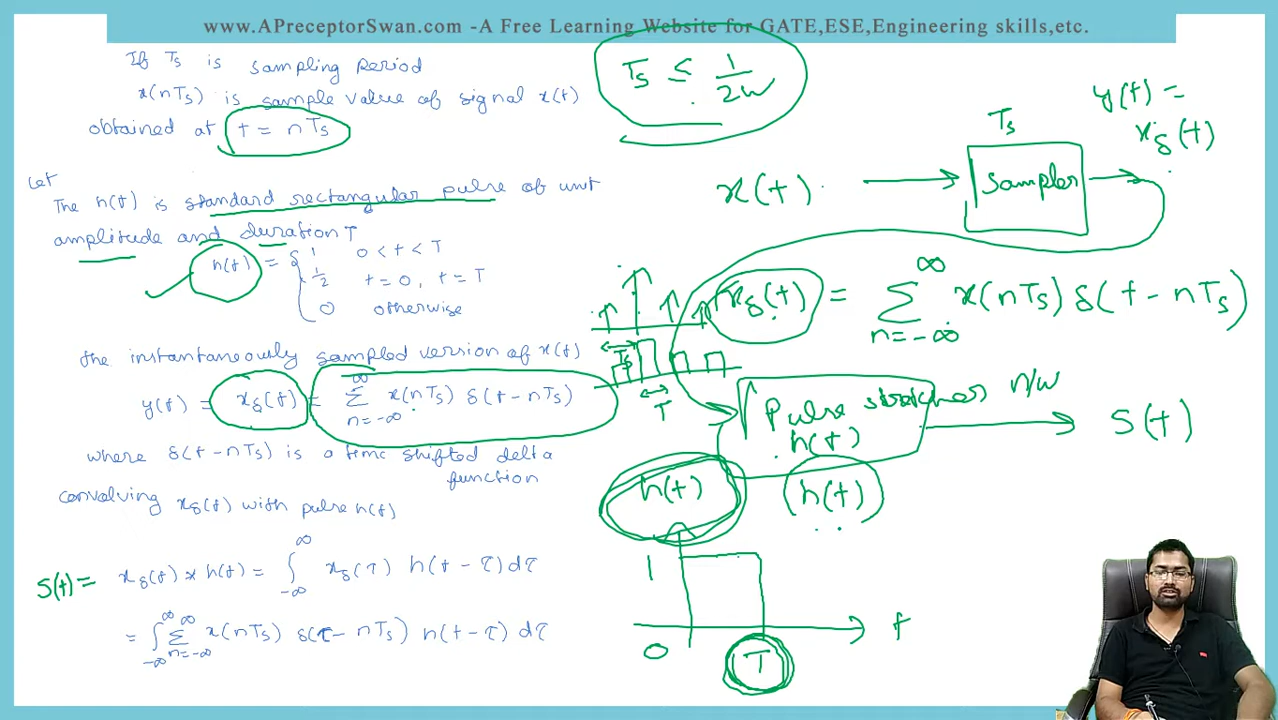 www.APreceptorSwan.com -A Free Learning Website for GATE,ESE,Engineering skills,etc.
If Ts is sampling period
x(nTs) is sample value of signal x(t)
obtained at t = nTs
Let
The h(t) is standard rectangular pulse of unit
amplitude and duration T
h(t) = { 1 0 < t < T
1/2 t = 0, t = T
0 otherwise
the instantaneously sampled version of x(t)
y(t) = xδ(t) = ∞ Σ n=-∞ x(nTs) δ(t - nTs)
where δ(t - nTs) is a time shifted delta
function
convolving xδ(t) with pulse h(t)
S(t) = xδ(t) * h(t) = ∫ -∞ ∞ xδ(τ) h(t - τ) dτ
= ∫ -∞ ∞ Σ n=-∞ ∞ x(nTs) δ(τ - nTs) h(t - τ) dτ
Ts ≤ 1/2W
y(t) =
xδ(t)
Ts
x(t)
Sampler
xδ(t) = ∞ Σ n=-∞ x(nTs) δ(t - nTs)
Ts
T
Pulse stretcher n/w
h(t)
S(t)
h(t)
h(t)
1
0
T
t